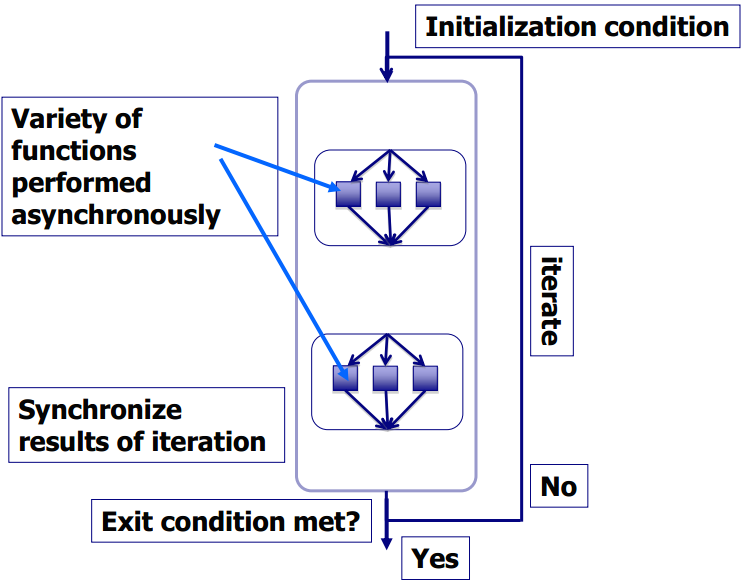 Initialization condition
Variety of
functions
performed
asynchronously
iterate
Synchronize
results of iteration
No
Exit condition met?
Yes